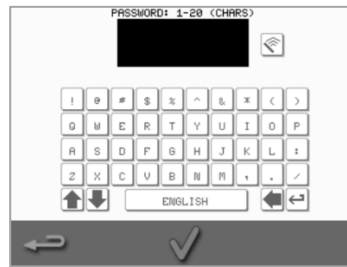 PASSWORD: 1-20 (CHARS)
! @ # $ % ^ & * ( )
Q W E R T Y U I O P
A S D F G H J K L :
Z X C V B N M , . /
ENGLISH